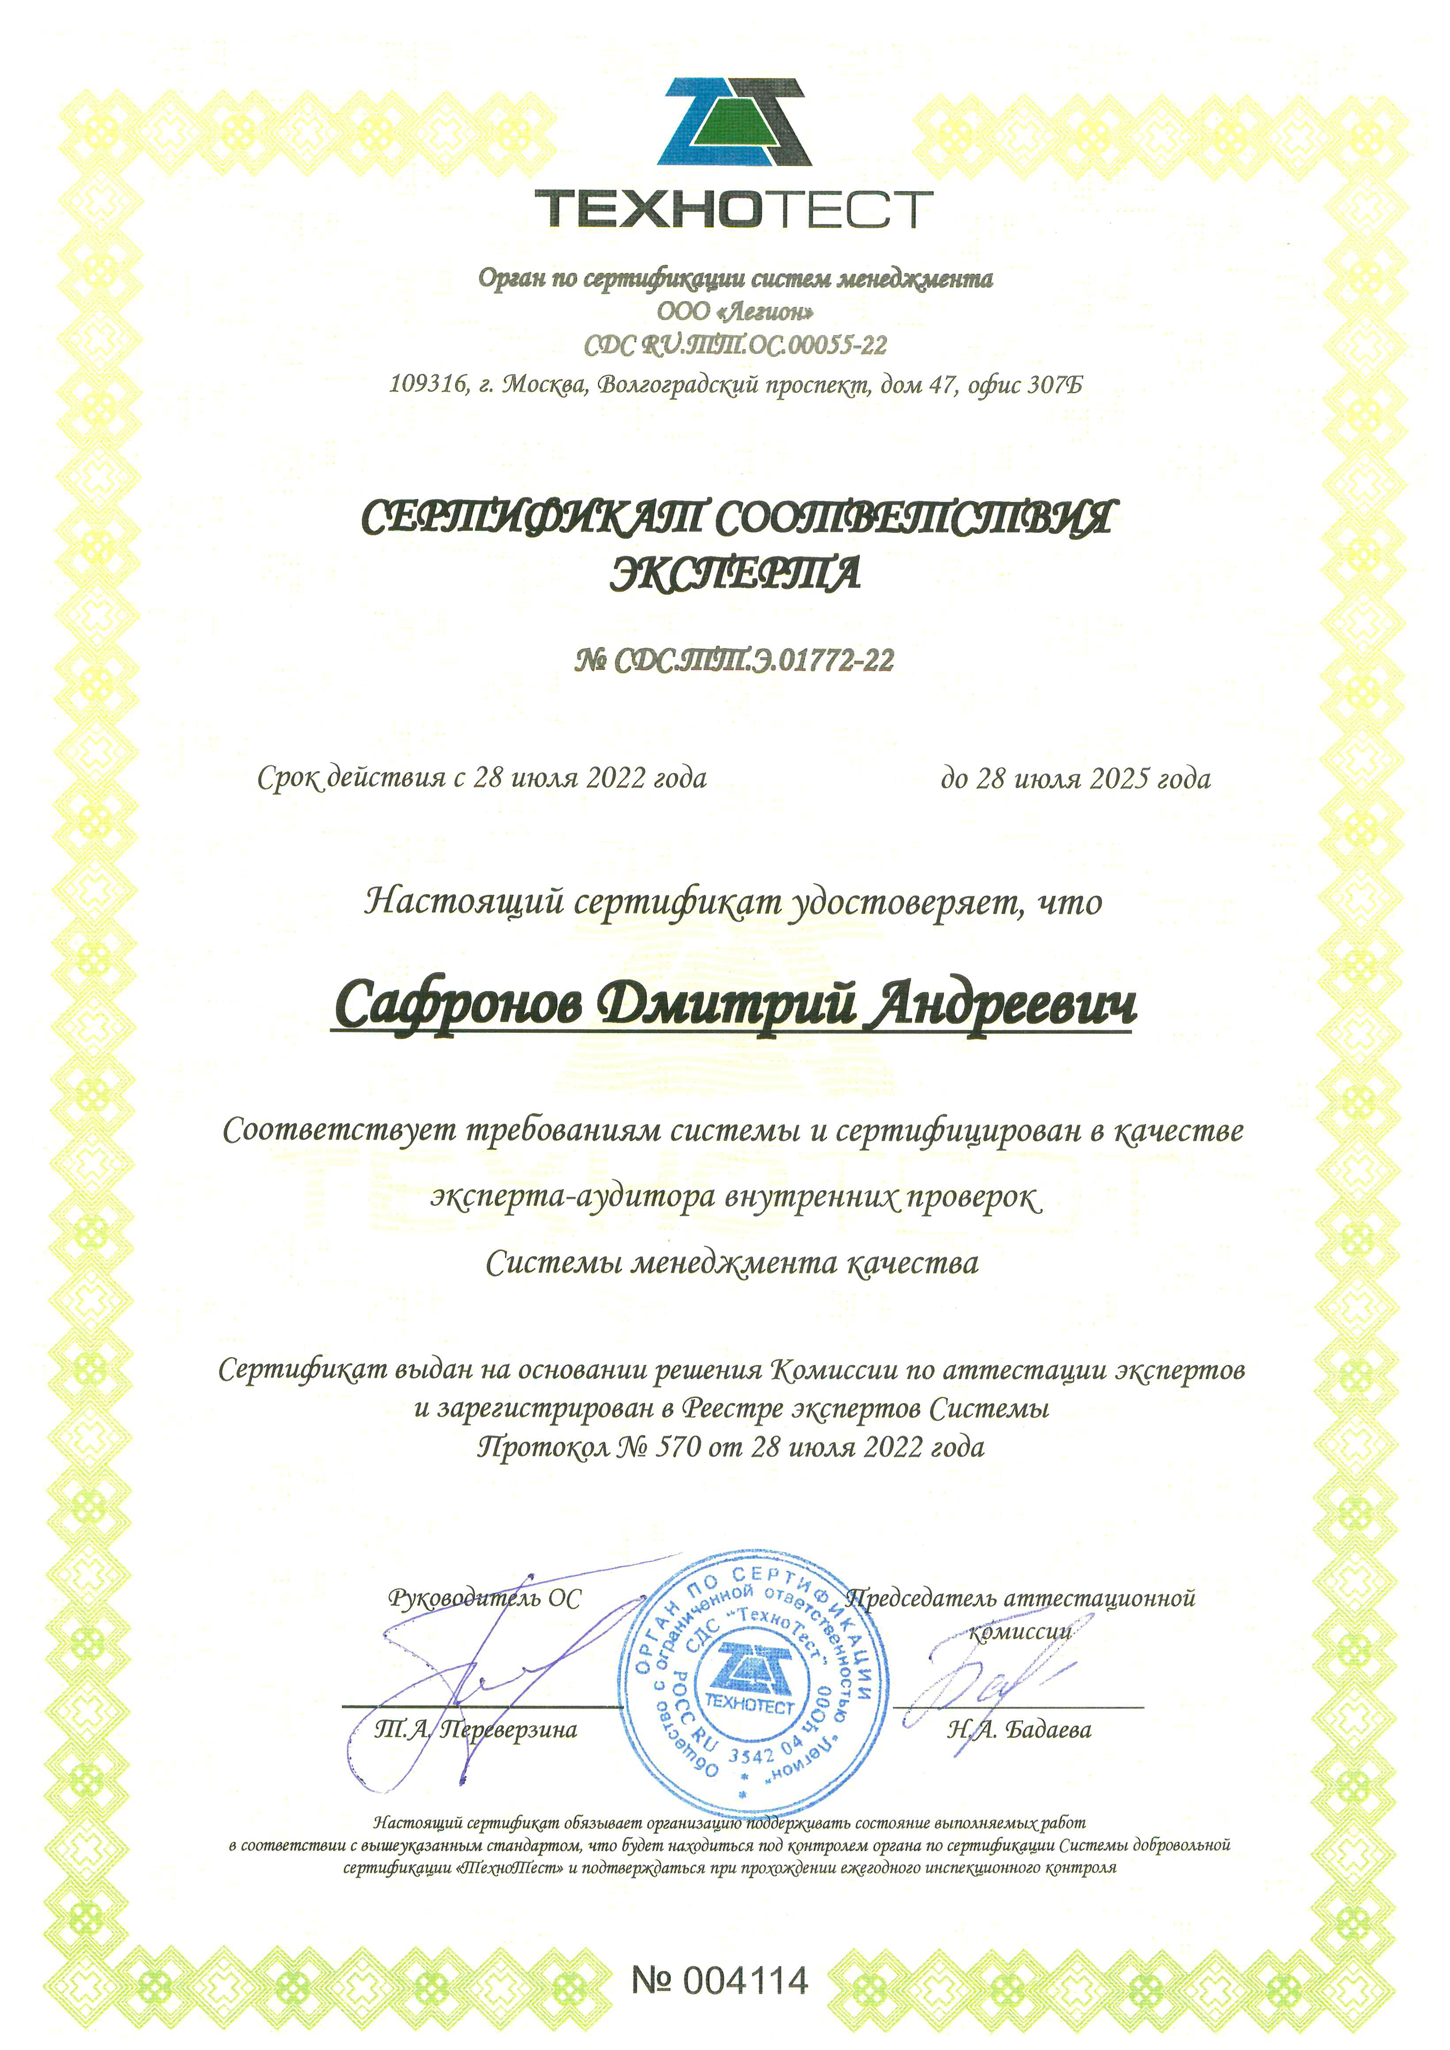 ТЕХНОТЕСТ
Орган по сертификации систем менеджмента
ООО «Легион»
СDС RU.ТТ.ОС.00055-22
109316, г. Москва, Волгоградский проспект, дом 47, офис 307Б
СЕРТИФИКАТ СООТВЕТСТВИЯ
ЭКСПЕРТА
№ СDС.ТТ.Э.01772-22
Срок действия с 28 июля 2022 года до 28 июля 2025 года
Настоящий сертификат удостоверяет, что
Сафронов Дмитрий Андреевич
Соответствует требованиям системы и сертифицирован в качестве
эксперта-аудитора внутренних проверок
Системы менеджмента качества
Сертификат выдан на основании решения Комиссии по аттестации экспертов
и зарегистрирован в Реестре экспертов Системы
Протокол № 570 от 28 июля 2022 года
Руководитель ОС
Председатель аттестационной
комиссии
Т.А. Переверзина
Н.А. Бадаева
ОРГАН ПО СЕРТИФИКАЦИИ
Общество с ограниченной ответственностью "Легион"
СДС "ТехноТест"
РОСС RU 3542 04ЧО00
ТЕХНОТЕСТ
Настоящий сертификат обязывает организацию поддерживать состояние выполняемых работ
в соответствии с вышеуказанным стандартом, что будет находиться под контролем органа по сертификации Системы добровольной
сертификации «ТехноТест» и подтверждаться при прохождении ежегодного инспекционного контроля
№ 004114